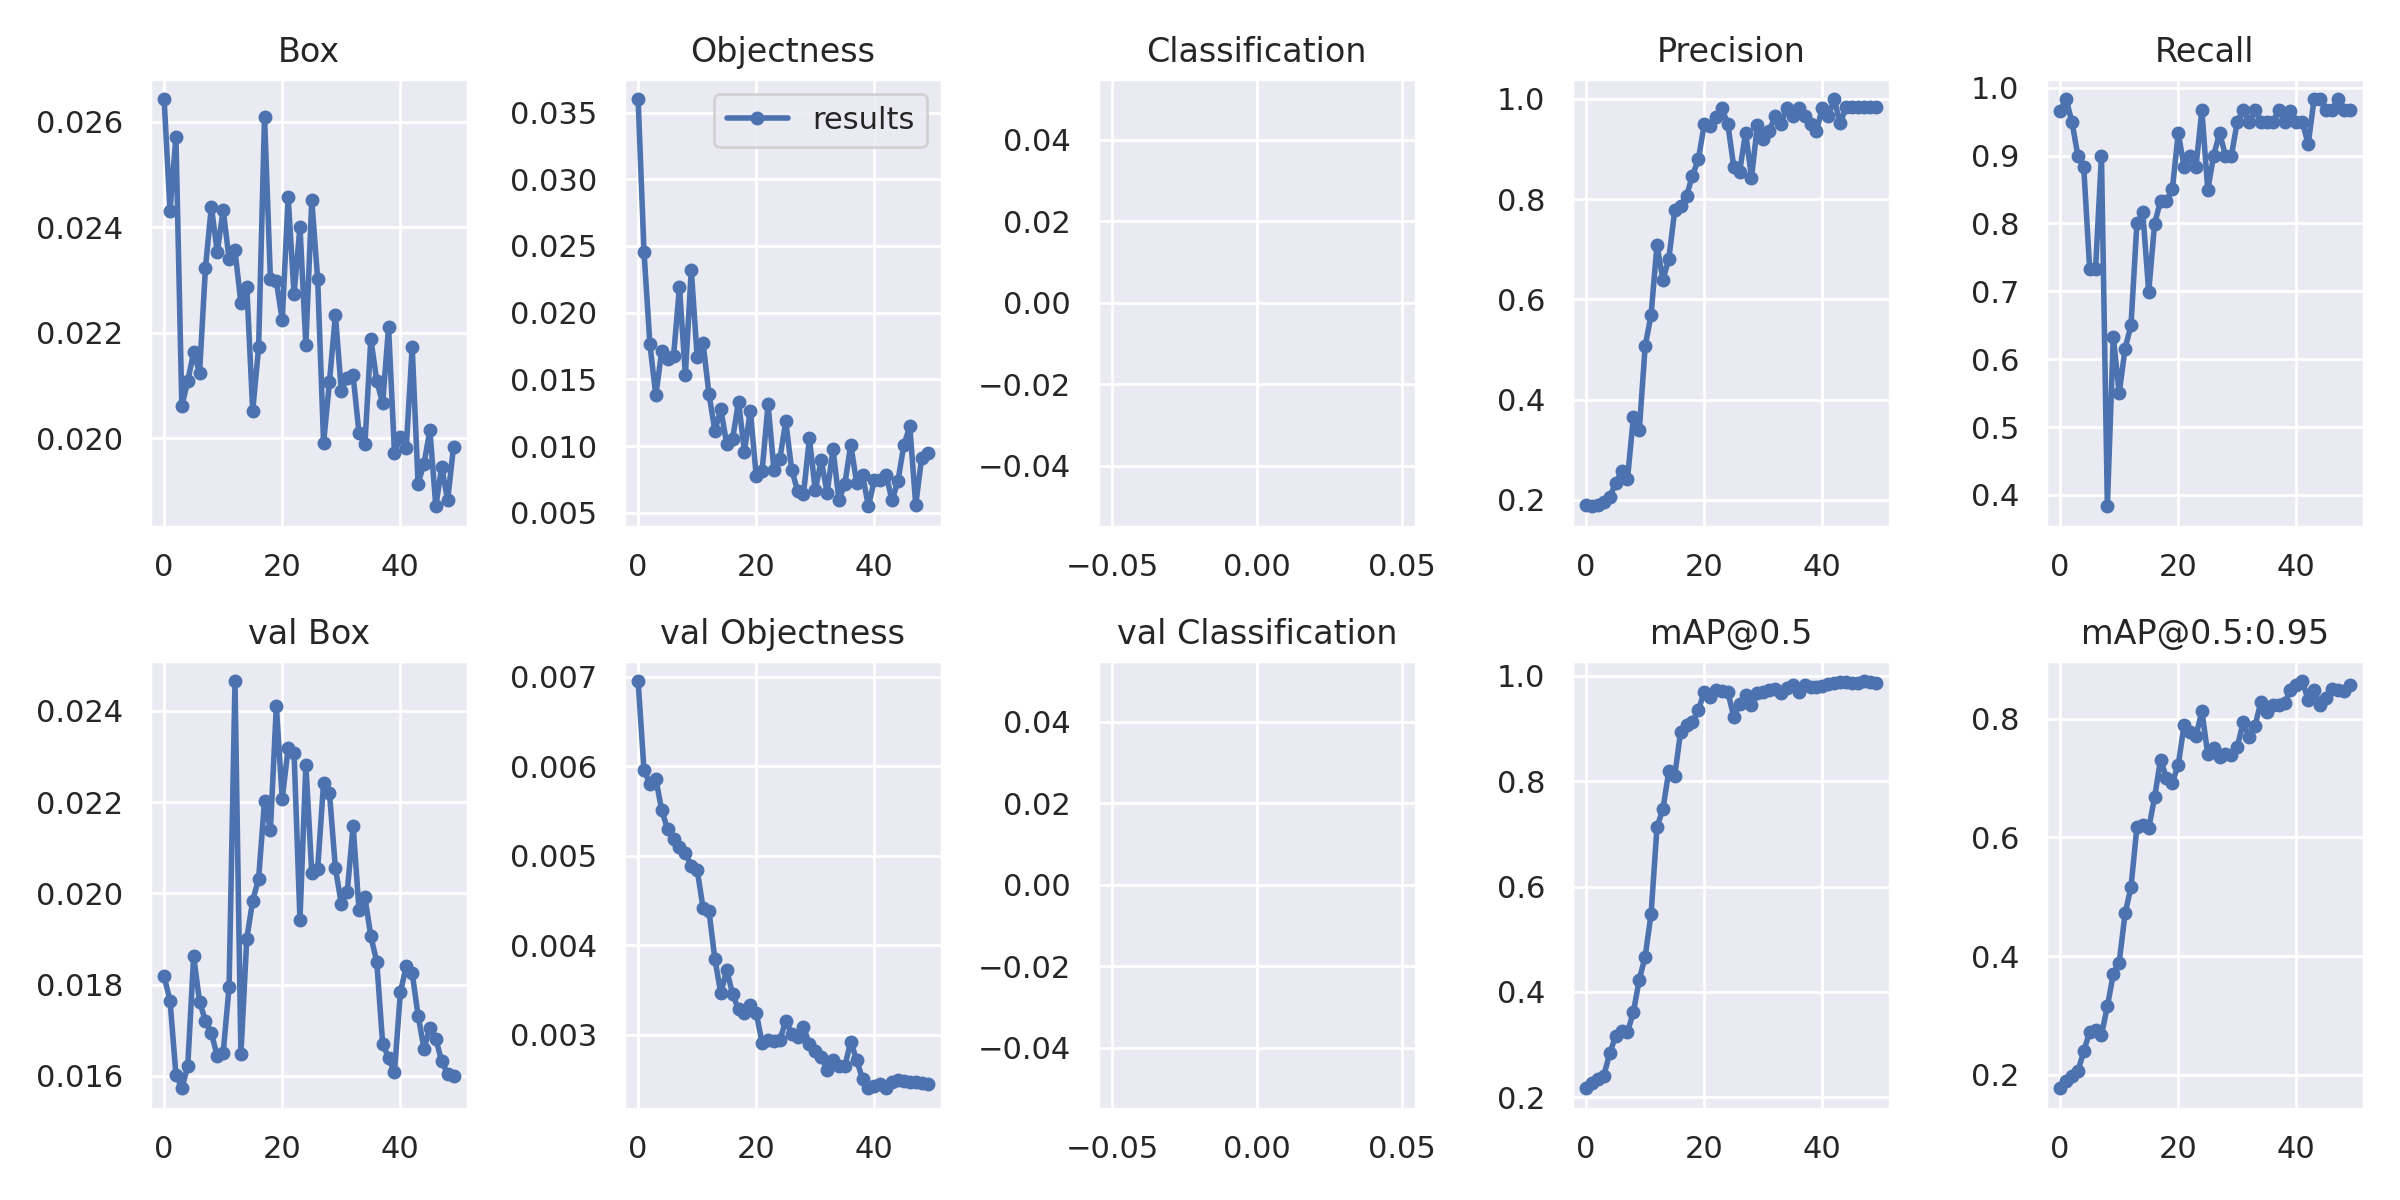 Box
0.026
0.024
0.022
0.020
0 20 40
Objectness
results
0.035
0.030
0.025
0.020
0.015
0.010
0.005
0 20 40
Classification
0.04
0.02
0.00
−0.02
−0.04
−0.05 0.00 0.05
Precision
1.0
0.8
0.6
0.4
0.2
0 20 40
Recall
1.0
0.9
0.8
0.7
0.6
0.5
0.4
0 20 40
val Box
0.024
0.022
0.020
0.018
0.016
0 20 40
val Objectness
0.007
0.006
0.005
0.004
0.003
0 20 40
val Classification
0.04
0.02
0.00
−0.02
−0.04
−0.05 0.00 0.05
mAP@0.5
1.0
0.8
0.6
0.4
0.2
0 20 40
mAP@0.5:0.95
0.8
0.6
0.4
0.2
0 20 40